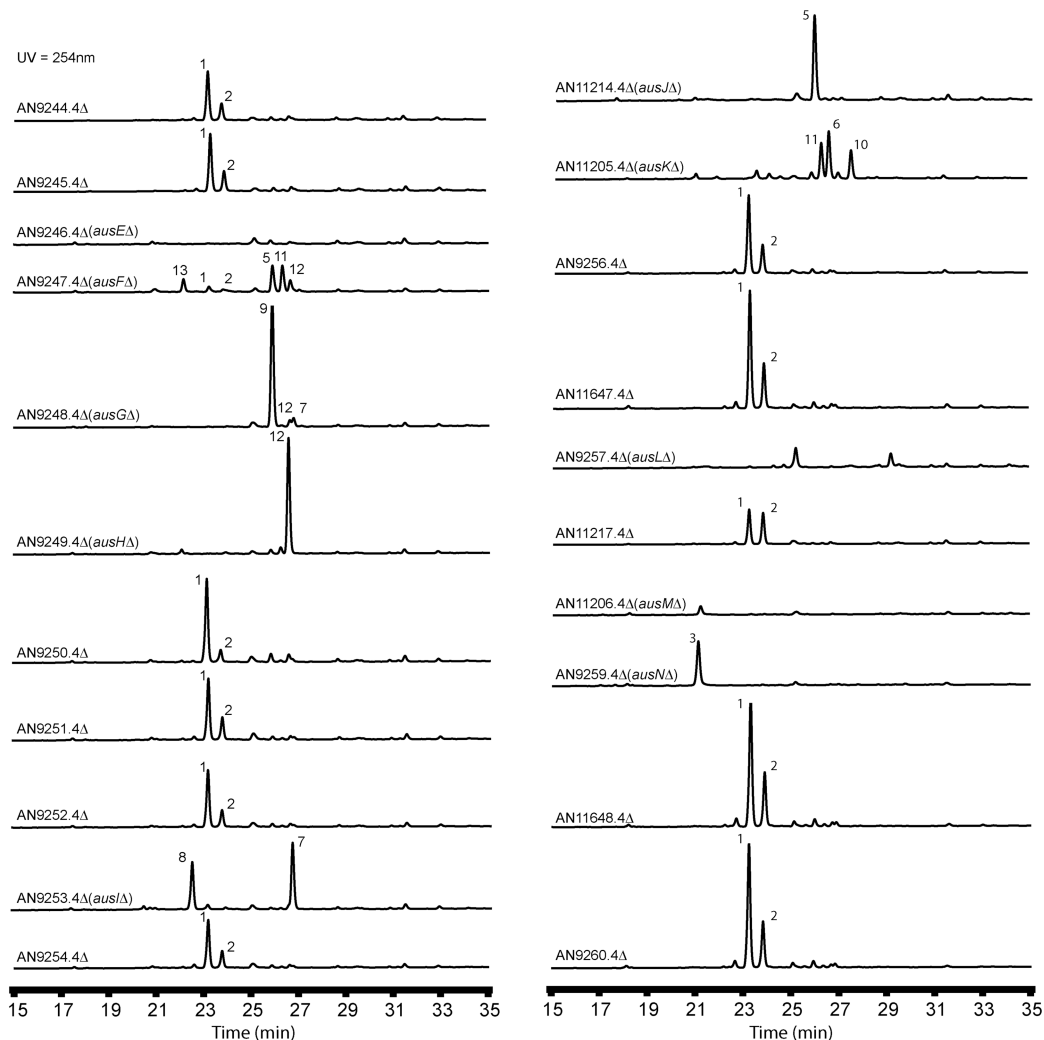 UV = 254nm
1
2
AN9244.4Δ
1
2
AN9245.4Δ
AN9246.4Δ(ausEΔ)
13 1 2 5 11 12
AN9247.4Δ(ausFΔ)
9
12 7
AN9248.4Δ(ausGΔ)
12
AN9249.4Δ(ausHΔ)
1
2
AN9250.4Δ
1
2
AN9251.4Δ
1
2
AN9252.4Δ
8
7
AN9253.4Δ(ausIΔ)
1
2
AN9254.4Δ
15 17 19 21 23 25 27 29 31 33 35
Time (min)
5
AN11214.4Δ(ausJΔ)
11 6 10
AN11205.4Δ(ausKΔ)
1
2
AN9256.4Δ
1
2
AN11647.4Δ
AN9257.4Δ(ausLΔ)
1 2
AN11217.4Δ
AN11206.4Δ(ausMΔ)
3
AN9259.4Δ(ausNΔ)
1
2
AN11648.4Δ
1
2
AN9260.4Δ
15 17 19 21 23 25 27 29 31 33 35
Time (min)